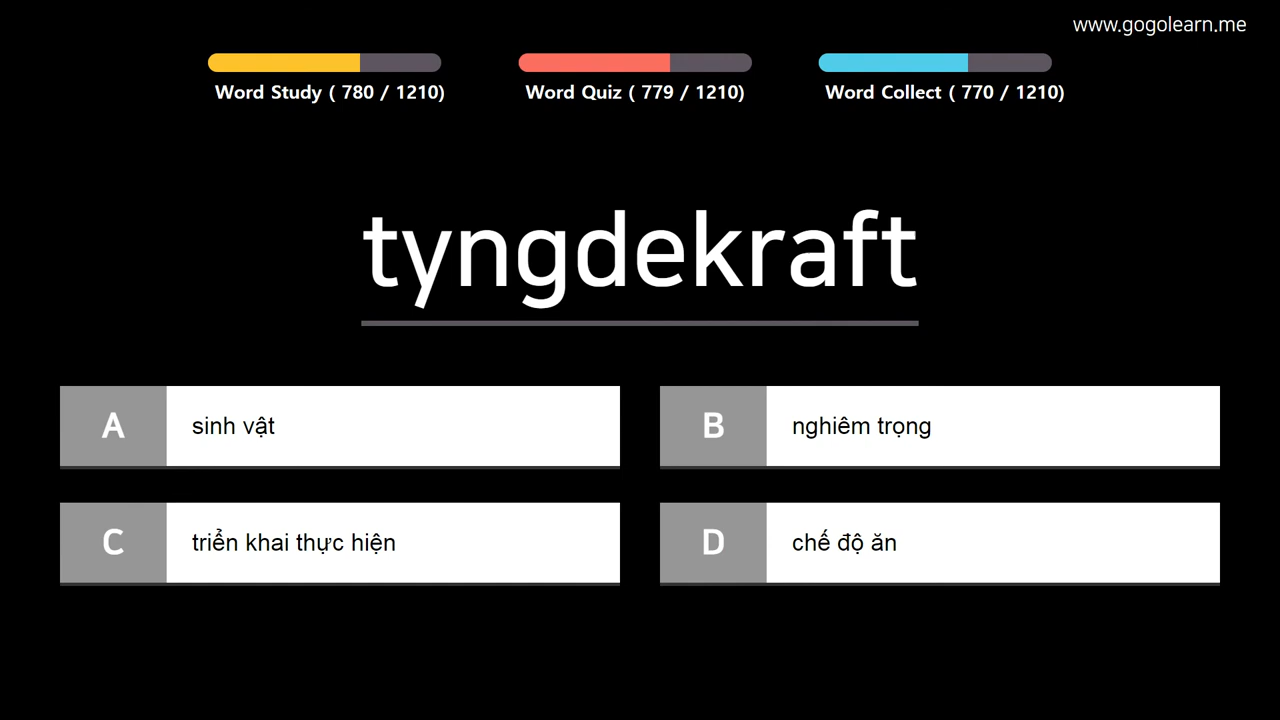 www.gogolearn.me
Word Study ( 780 / 1210)
Word Quiz ( 779 / 1210)
Word Collect ( 770 / 1210)
tyngdekraft
A
sinh vật
B
nghiêm trọng
C
triển khai thực hiện
D
chế độ ăn